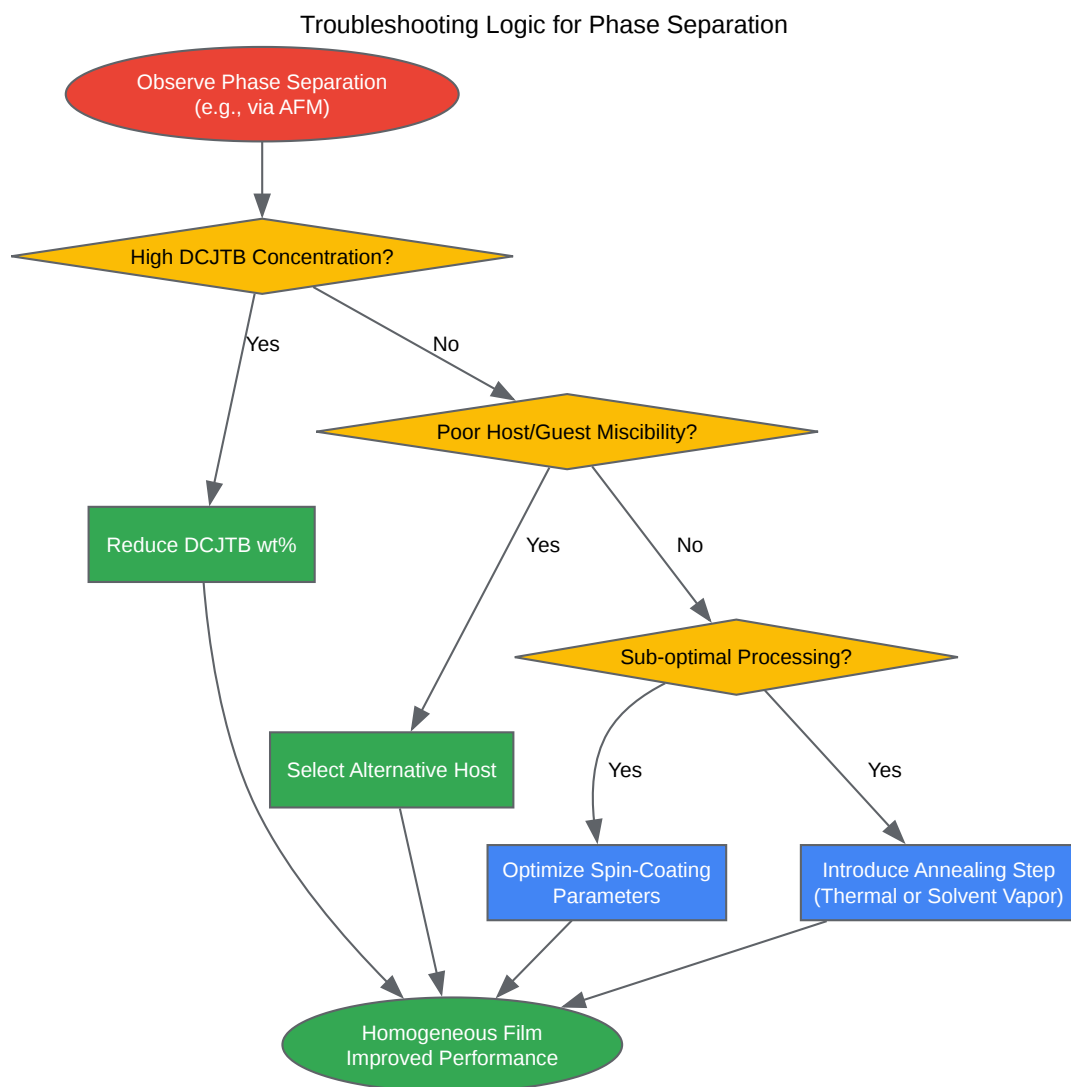 Troubleshooting Logic for Phase Separation
Observe Phase Separation
(e.g., via AFM)
High DCJTB Concentration?
Yes
No
Poor Host/Guest Miscibility?
Reduce DCJTB wt%
Yes
No
Sub-optimal Processing?
Select Alternative Host
Yes
Yes
Optimize Spin-Coating
Parameters
Introduce Annealing Step
(Thermal or Solvent Vapor)
Homogeneous Film
Improved Performance